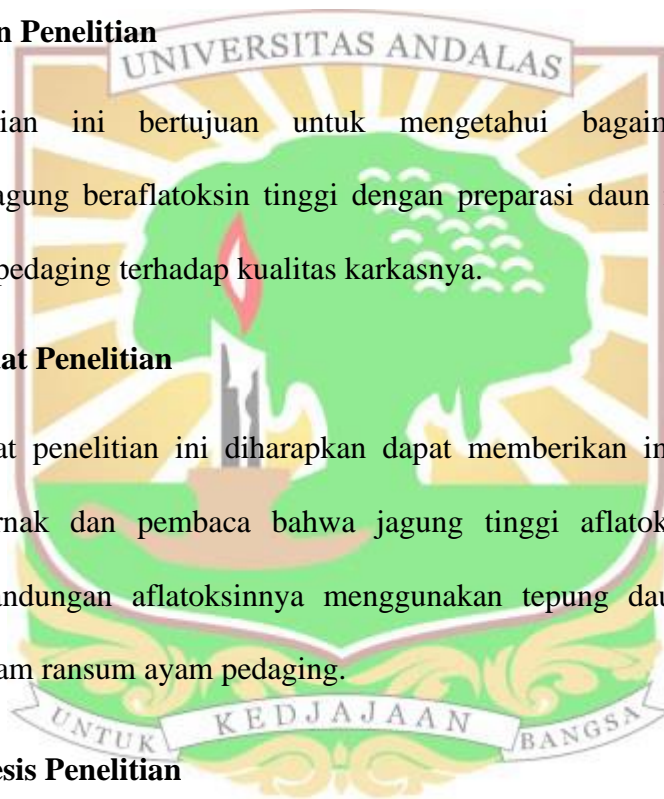 n Penelitian
UNIVERSITAS ANDALAS
ian ini bertujuan untuk mengetahui bagain
agung beraflatoksin tinggi dengan preparasi daun
pedaging terhadap kualitas karkasnya.
at Penelitian
at penelitian ini diharapkan dapat memberikan in
rnak dan pembaca bahwa jagung tinggi aflatok
andungan aflatoksinnya menggunakan tepung dau
am ransum ayam pedaging.
UNTUK KEDJAJAAN BANGSA
esis Penelitian